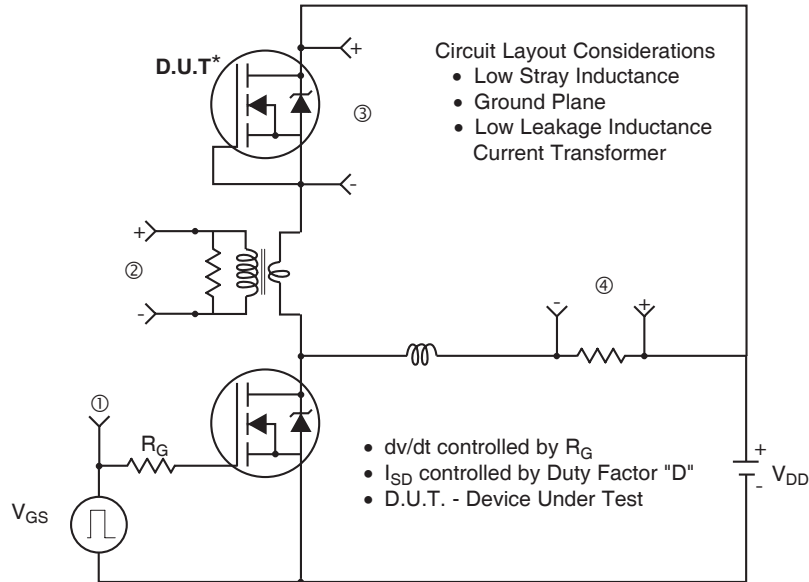 D.U.T*
+
Circuit Layout Considerations
• Low Stray Inductance
• Ground Plane
• Low Leakage Inductance
Current Transformer
③
-
+
②
-
④
-
+
①
R_G
V_GS
• dv/dt controlled by R_G
• I_SD controlled by Duty Factor "D"
• D.U.T. - Device Under Test
+
-
V_DD